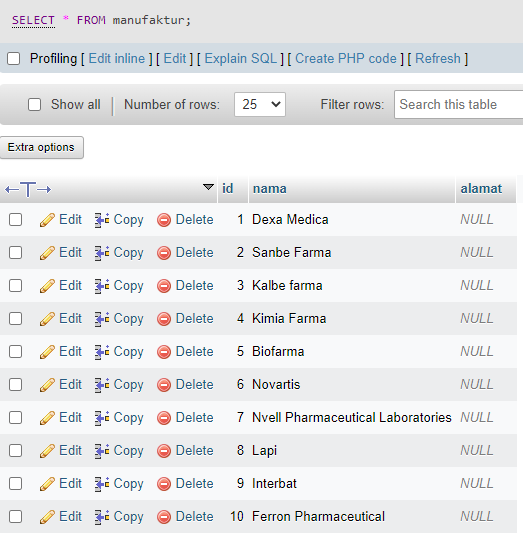 SELECT * FROM manufaktur;
Profiling [ Edit inline ] [ Edit ] [ Explain SQL ] [ Create PHP code ] [ Refresh ]
Show all Number of rows: 25 Filter rows: Search this table
Extra options
←T→ id nama alamat
Edit Copy Delete 1 Dexa Medica NULL
Edit Copy Delete 2 Sanbe Farma NULL
Edit Copy Delete 3 Kalbe farma NULL
Edit Copy Delete 4 Kimia Farma NULL
Edit Copy Delete 5 Biofarma NULL
Edit Copy Delete 6 Novartis NULL
Edit Copy Delete 7 Nvell Pharmaceutical Laboratories NULL
Edit Copy Delete 8 Lapi NULL
Edit Copy Delete 9 Interbat NULL
Edit Copy Delete 10 Ferron Pharmaceutical NULL